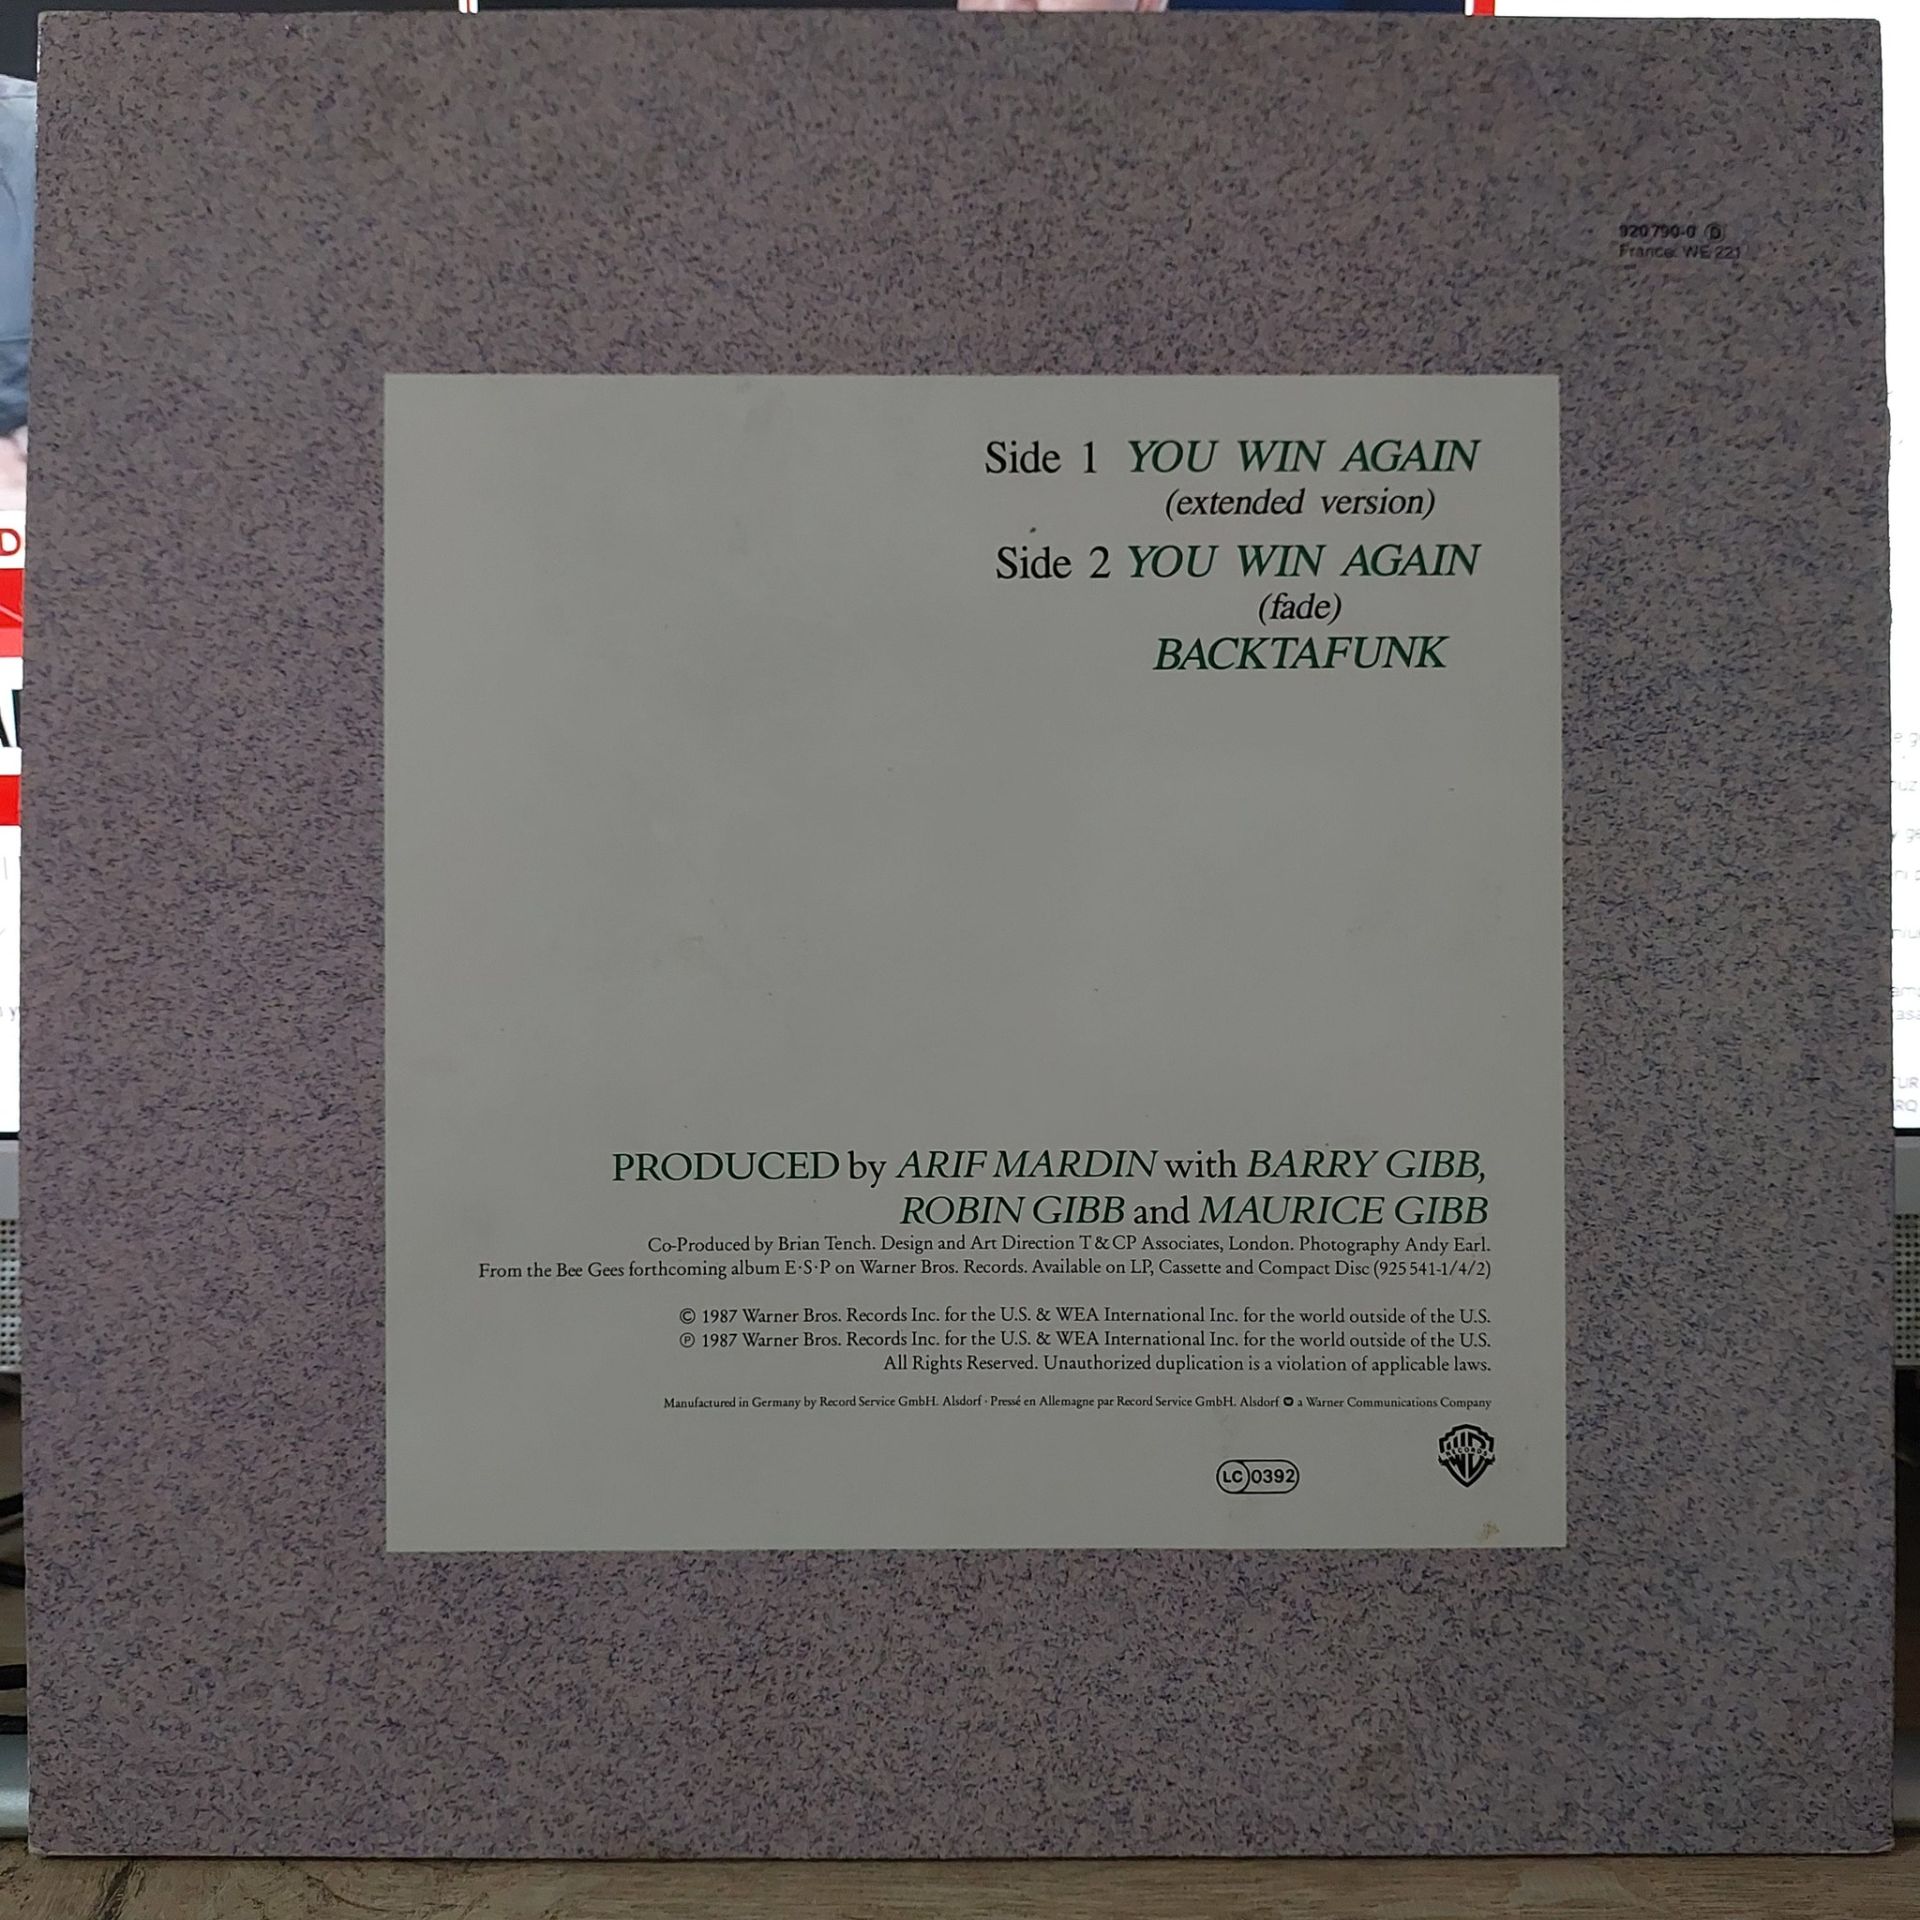 920 790-0 D
France: WE 221
Side 1 YOU WIN AGAIN
(extended version)
Side 2 YOU WIN AGAIN
(fade)
BACKTAFUNK
PRODUCED by ARIF MARDIN with BARRY GIBB,
ROBIN GIBB and MAURICE GIBB
Co-Produced by Brian Tench. Design and Art Direction T & CP Associates, London. Photography Andy Earl.
From the Bee Gees forthcoming album E·S·P on Warner Bros. Records. Available on LP, Cassette and Compact Disc (925 541-1/4/2)
© 1987 Warner Bros. Records Inc. for the U.S. & WEA International Inc. for the world outside of the U.S.
℗ 1987 Warner Bros. Records Inc. for the U.S. & WEA International Inc. for the world outside of the U.S.
All Rights Reserved. Unauthorized duplication is a violation of applicable laws.
Manufactured in Germany by Record Service GmbH. Alsdorf · Pressé en Allemagne par Record Service GmbH. Alsdorf a Warner Communications Company
LC 0392
WB RECORDS